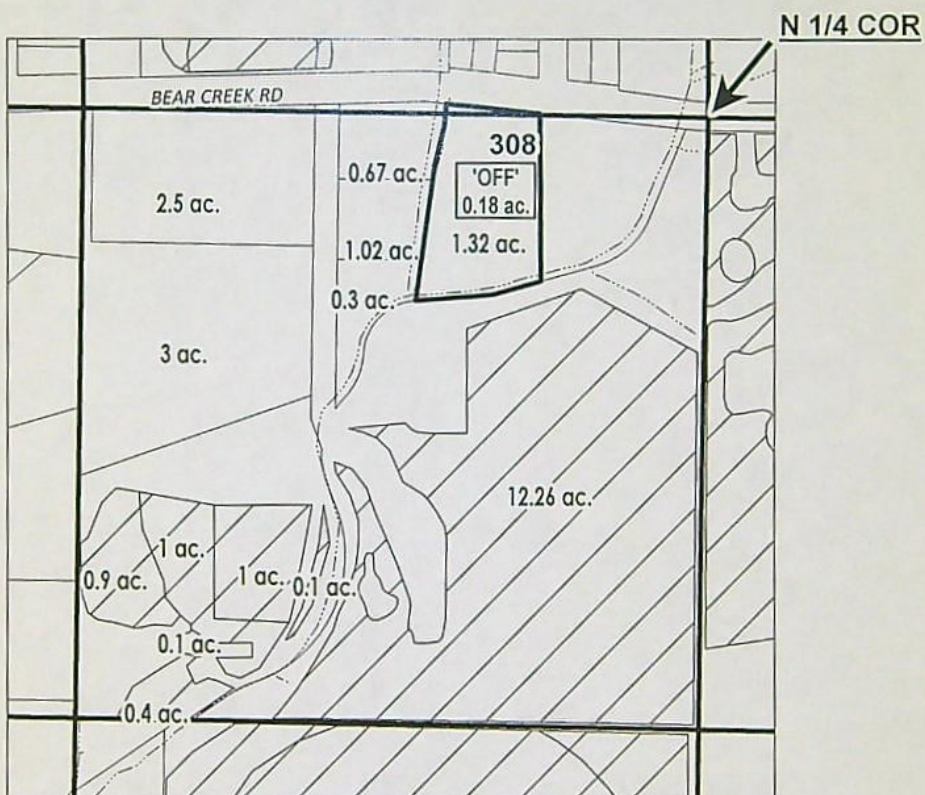 N 1/4 COR
BEAR CREEK RD
308
0.67 ac.
'OFF'
2.5 ac.
0.18 ac.
1.02 ac.
1.32 ac.
0.3 ac.
3 ac.
12.26 ac.
1 ac.
0.9 ac.
1 ac.
0.1 ac.
0.1 ac.
0.4 ac.